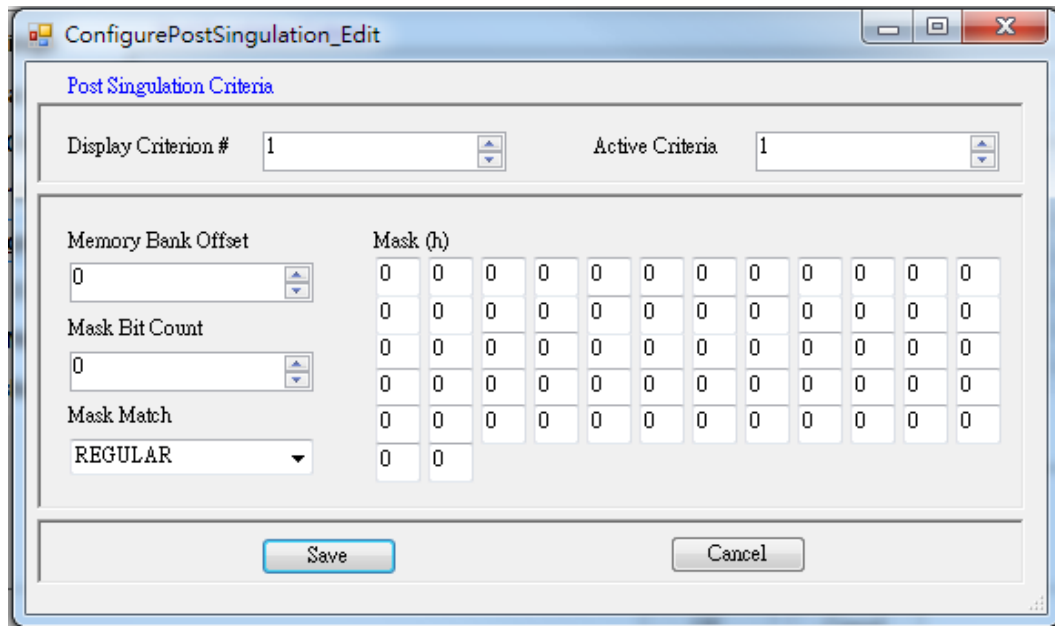 ConfigurePostSingulation_Edit
Post Singulation Criteria
Display Criterion # 1 Active Criteria 1
Memory Bank Offset Mask (h)
0 0 0 0 0 0 0 0 0 0 0 0 0
0 0 0 0 0 0 0 0 0 0 0 0
Mask Bit Count
0 0 0 0 0 0 0 0 0 0 0 0
0 0 0 0 0 0 0 0 0 0 0 0 0
Mask Match 0 0 0 0 0 0 0 0 0 0 0 0
REGULAR 0 0
Save Cancel